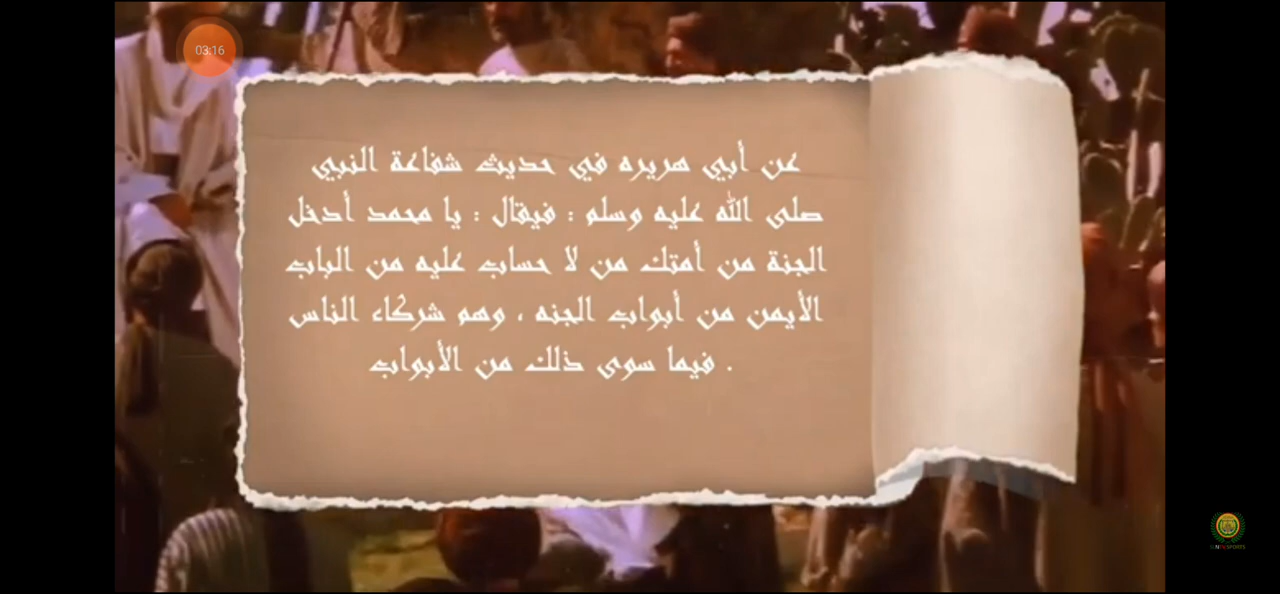 03:16
عن أبي هريره في حديث شفاعة النبي
صلى الله عليه وسلم : فيقال : يا محمد أدخل
الجنة من أمتك من لا حساب عليه من الباب
الأيمن من أبواب الجنه ، وهم شركاء الناس
فيما سوى ذلك من الأبواب .